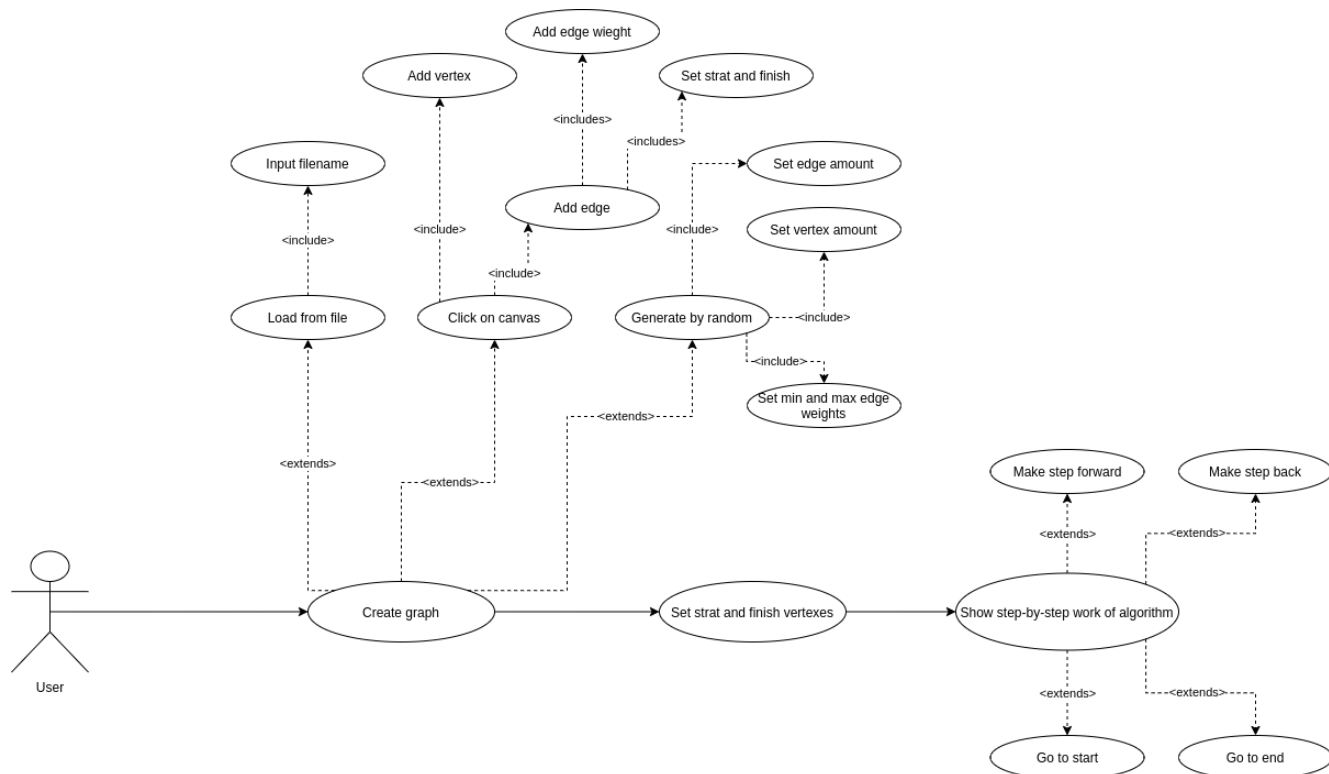 Add edge wieght
Add vertex
Set strat and finish
<includes>
<includes>
Input filename
Set edge amount
Add edge
Set vertex amount
<include>
<include>
<include>
<include>
Load from file
Click on canvas
Generate by random
<include>
<include>
Set min and max edge
weights
<extends>
<extends>
<extends>
Make step forward
Make step back
<extends>
<extends>
Create graph
Set strat and finish vertexes
Show step-by-step work of algorithm
User
<extends>
<extends>
Go to start
Go to end